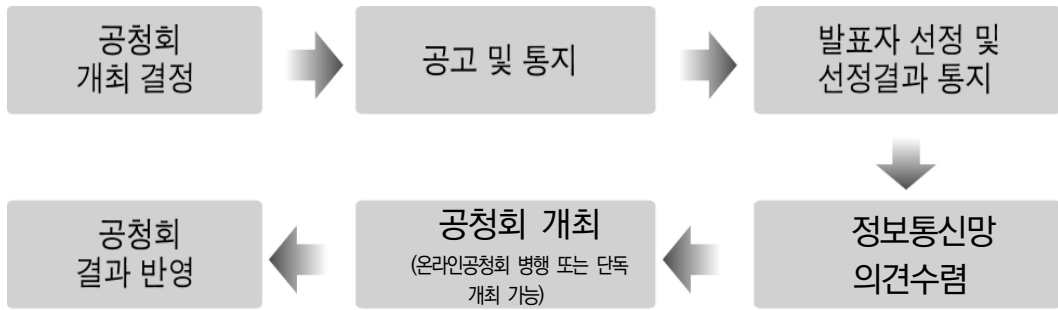 공청회
개최 결정
공고 및 통지
발표자 선정 및
선정결과 통지
정보통신망
의견수렴
공청회 개최
(온라인공청회 병행 또는 단독
개최 가능)
공청회
결과 반영